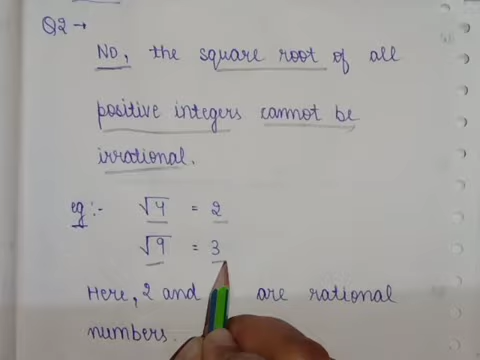 Q2 →
No, the square root of all
positive integers cannot be
irrational.
eg :- √4 = 2
√9 = 3
Here, 2 and are rational
numbers.